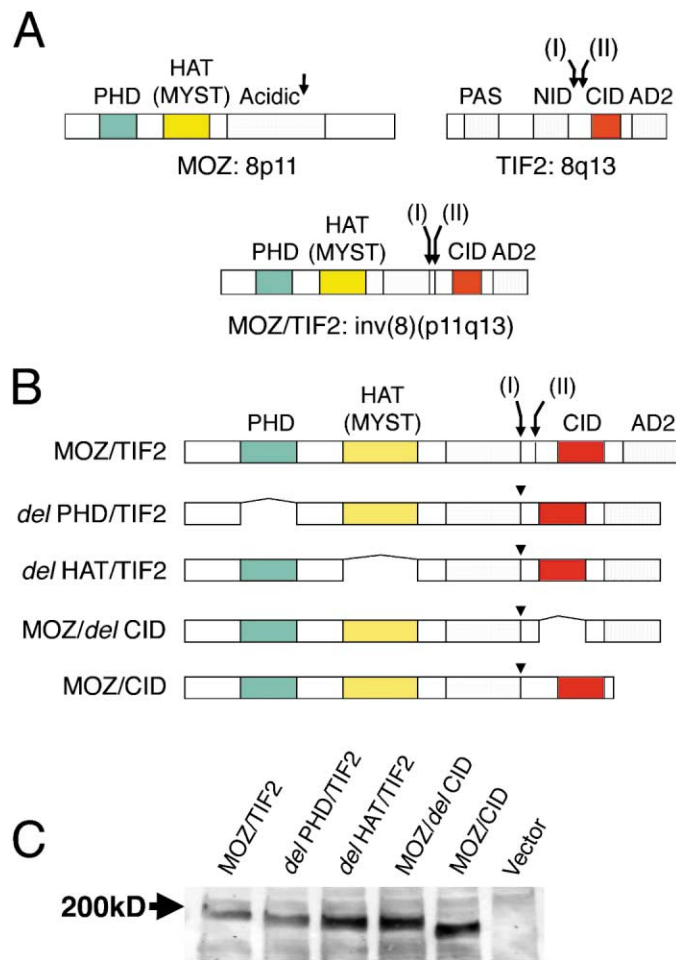 A
(I) (II)
HAT
PHD (MYST) Acidic
PAS NID CID AD2
MOZ: 8p11
TIF2: 8q13
(I) (II)
HAT
PHD (MYST) CID AD2
MOZ/TIF2: inv(8)(p11q13)
B
(I) (II)
HAT
PHD (MYST) CID AD2
MOZ/TIF2
del PHD/TIF2
del HAT/TIF2
MOZ/del CID
MOZ/CID
C
MOZ/TIF2
del PHD/TIF2
del HAT/TIF2
MOZ/del CID
MOZ/CID
Vector
200kD